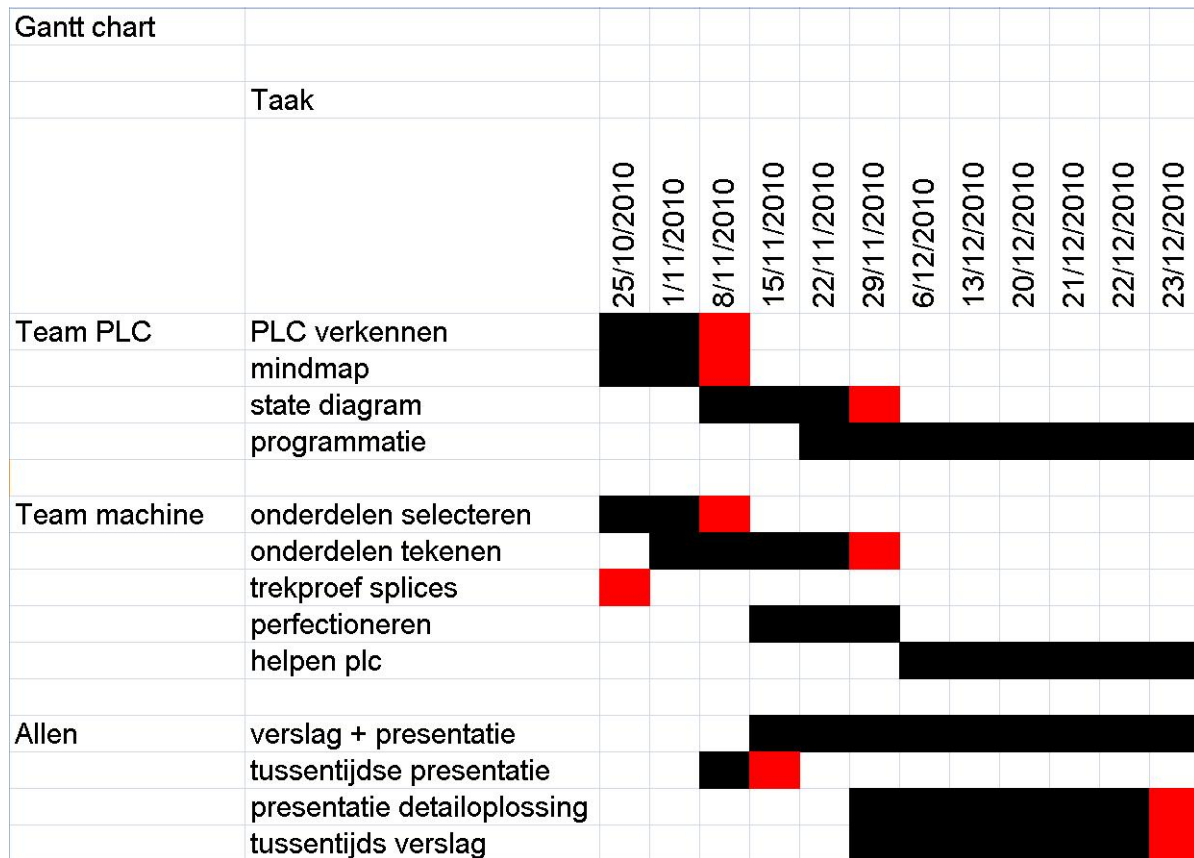 Gantt chart
Taak
25/10/2010
1/11/2010
8/11/2010
15/11/2010
22/11/2010
29/11/2010
6/12/2010
13/12/2010
20/12/2010
21/12/2010
22/12/2010
23/12/2010
Team PLC PLC verkennen
mindmap
state diagram
programmatie
Team machine onderdelen selecteren
onderdelen tekenen
trekproef splices
perfectioneren
helpen plc
Allen verslag + presentatie
tussentijdse presentatie
presentatie detailoplossing
tussentijds verslag